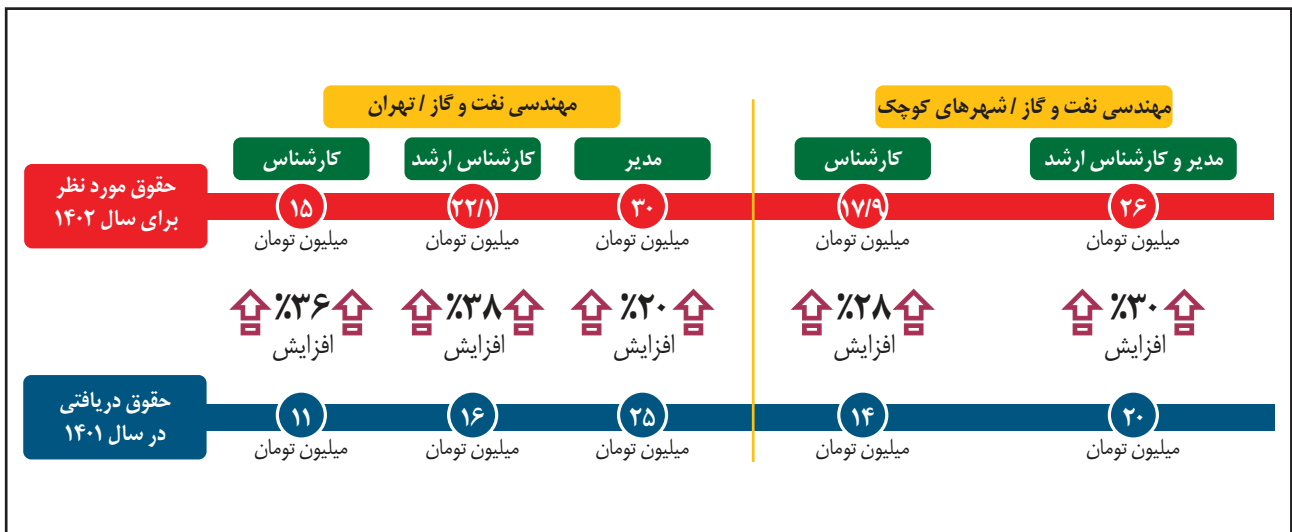 مهندسی نفت و گاز / شهرهای کوچک
مهندسی نفت و گاز / تهران
مدیر و کارشناس ارشد
کارشناس
مدیر
کارشناس ارشد
کارشناس
حقوق مورد نظر
برای سال ۱۴۰۲
۲۶
۱۷/۹
۳۰
۲۲/۱
۱۵
میلیون تومان
میلیون تومان
میلیون تومان
میلیون تومان
میلیون تومان
٪۳۰
٪۲۸
٪۲۰
٪۳۸
٪۳۶
افزایش
افزایش
افزایش
افزایش
افزایش
حقوق دریافتی
در سال ۱۴۰۱
۲۰
۱۴
۲۵
۱۶
۱۱
میلیون تومان
میلیون تومان
میلیون تومان
میلیون تومان
میلیون تومان